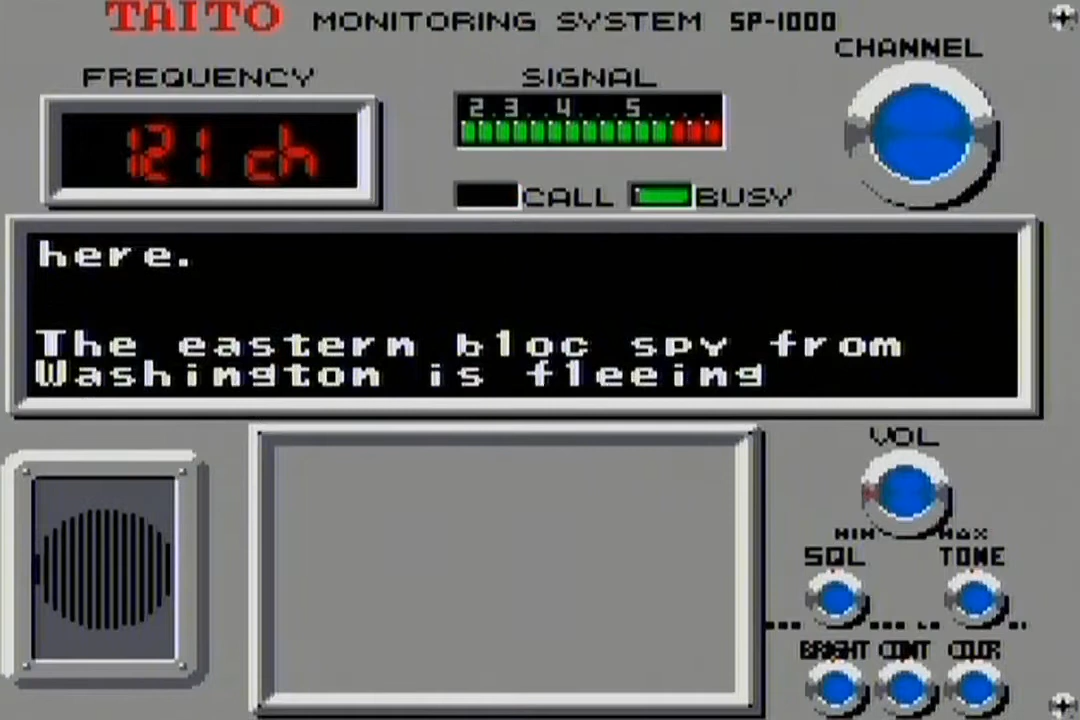 TAITO MONITORING SYSTEM SP-1000
FREQUENCY
SIGNAL
CHANNEL
2.3..4...5....
121 ch
CALL
BUSY
here.
The eastern bloc spy from
Washington is fleeing
VOL
MIN MAX
SQL TONE
BRIGHT CONT COLOR